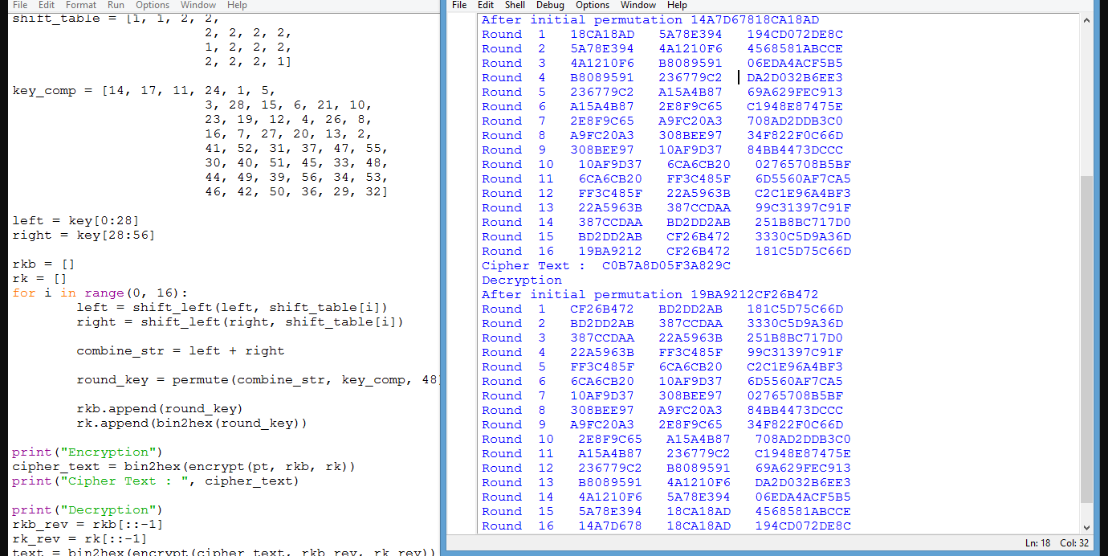 File Edit Format Run Options Window Help
shift_table = [1, 1, 2, 2,
2, 2, 2, 2,
1, 2, 2, 2,
2, 2, 2, 1]
key_comp = [14, 17, 11, 24, 1, 5,
3, 28, 15, 6, 21, 10,
23, 19, 12, 4, 26, 8,
16, 7, 27, 20, 13, 2,
41, 52, 31, 37, 47, 55,
30, 40, 51, 45, 33, 48,
44, 49, 39, 56, 34, 53,
46, 42, 50, 36, 29, 32]
left = key[0:28]
right = key[28:56]
rkb = []
rk = []
for i in range(0, 16):
left = shift_left(left, shift_table[i])
right = shift_left(right, shift_table[i])
combine_str = left + right
round_key = permute(combine_str, key_comp, 48
rkb.append(round_key)
rk.append(bin2hex(round_key))
print("Encryption")
cipher_text = bin2hex(encrypt(pt, rkb, rk))
print("Cipher Text : ", cipher_text)
print("Decryption")
rkb_rev = rkb[::-1]
rk_rev = rk[::-1]
text = bin2hex(encrypt(cipher_text, rkb_rev, rk_rev))
File Edit Shell Debug Options Window Help
After initial permutation 14A7D67818CA18AD
Round 1 18CA18AD 5A78E394 194CD072DE8C
Round 2 5A78E394 4A1210F6 4568581ABCCE
Round 3 4A1210F6 B8089591 06EDA4ACF5B5
Round 4 B8089591 236779C2 DA2D032B6EE3
Round 5 236779C2 A15A4B87 69A629FEC913
Round 6 A15A4B87 2E8F9C65 C1948E87475E
Round 7 2E8F9C65 A9FC20A3 708AD2DDB3C0
Round 8 A9FC20A3 308BEE97 34F822F0C66D
Round 9 308BEE97 10AF9D37 84BB4473DCCC
Round 10 10AF9D37 6CA6CB20 02765708B5BF
Round 11 6CA6CB20 FF3C485F 6D5560AF7CA5
Round 12 FF3C485F 22A5963B C2C1E96A4BF3
Round 13 22A5963B 387CCDAA 99C31397C91F
Round 14 387CCDAA BD2DD2AB 251B8BC717D0
Round 15 BD2DD2AB CF26B472 3330C5D9A36D
Round 16 19BA9212 CF26B472 181C5D75C66D
Cipher Text : C0B7A8D05F3A829C
Decryption
After initial permutation 19BA9212CF26B472
Round 1 CF26B472 BD2DD2AB 181C5D75C66D
Round 2 BD2DD2AB 387CCDAA 3330C5D9A36D
Round 3 387CCDAA 22A5963B 251B8BC717D0
Round 4 22A5963B FF3C485F 99C31397C91F
Round 5 FF3C485F 6CA6CB20 C2C1E96A4BF3
Round 6 6CA6CB20 10AF9D37 6D5560AF7CA5
Round 7 10AF9D37 308BEE97 02765708B5BF
Round 8 308BEE97 A9FC20A3 84BB4473DCCC
Round 9 A9FC20A3 2E8F9C65 34F822F0C66D
Round 10 2E8F9C65 A15A4B87 708AD2DDB3C0
Round 11 A15A4B87 236779C2 C1948E87475E
Round 12 236779C2 B8089591 69A629FEC913
Round 13 B8089591 4A1210F6 DA2D032B6EE3
Round 14 4A1210F6 5A78E394 06EDA4ACF5B5
Round 15 5A78E394 18CA18AD 4568581ABCCE
Round 16 14A7D678 18CA18AD 194CD072DE8C
Ln: 18 Col: 32